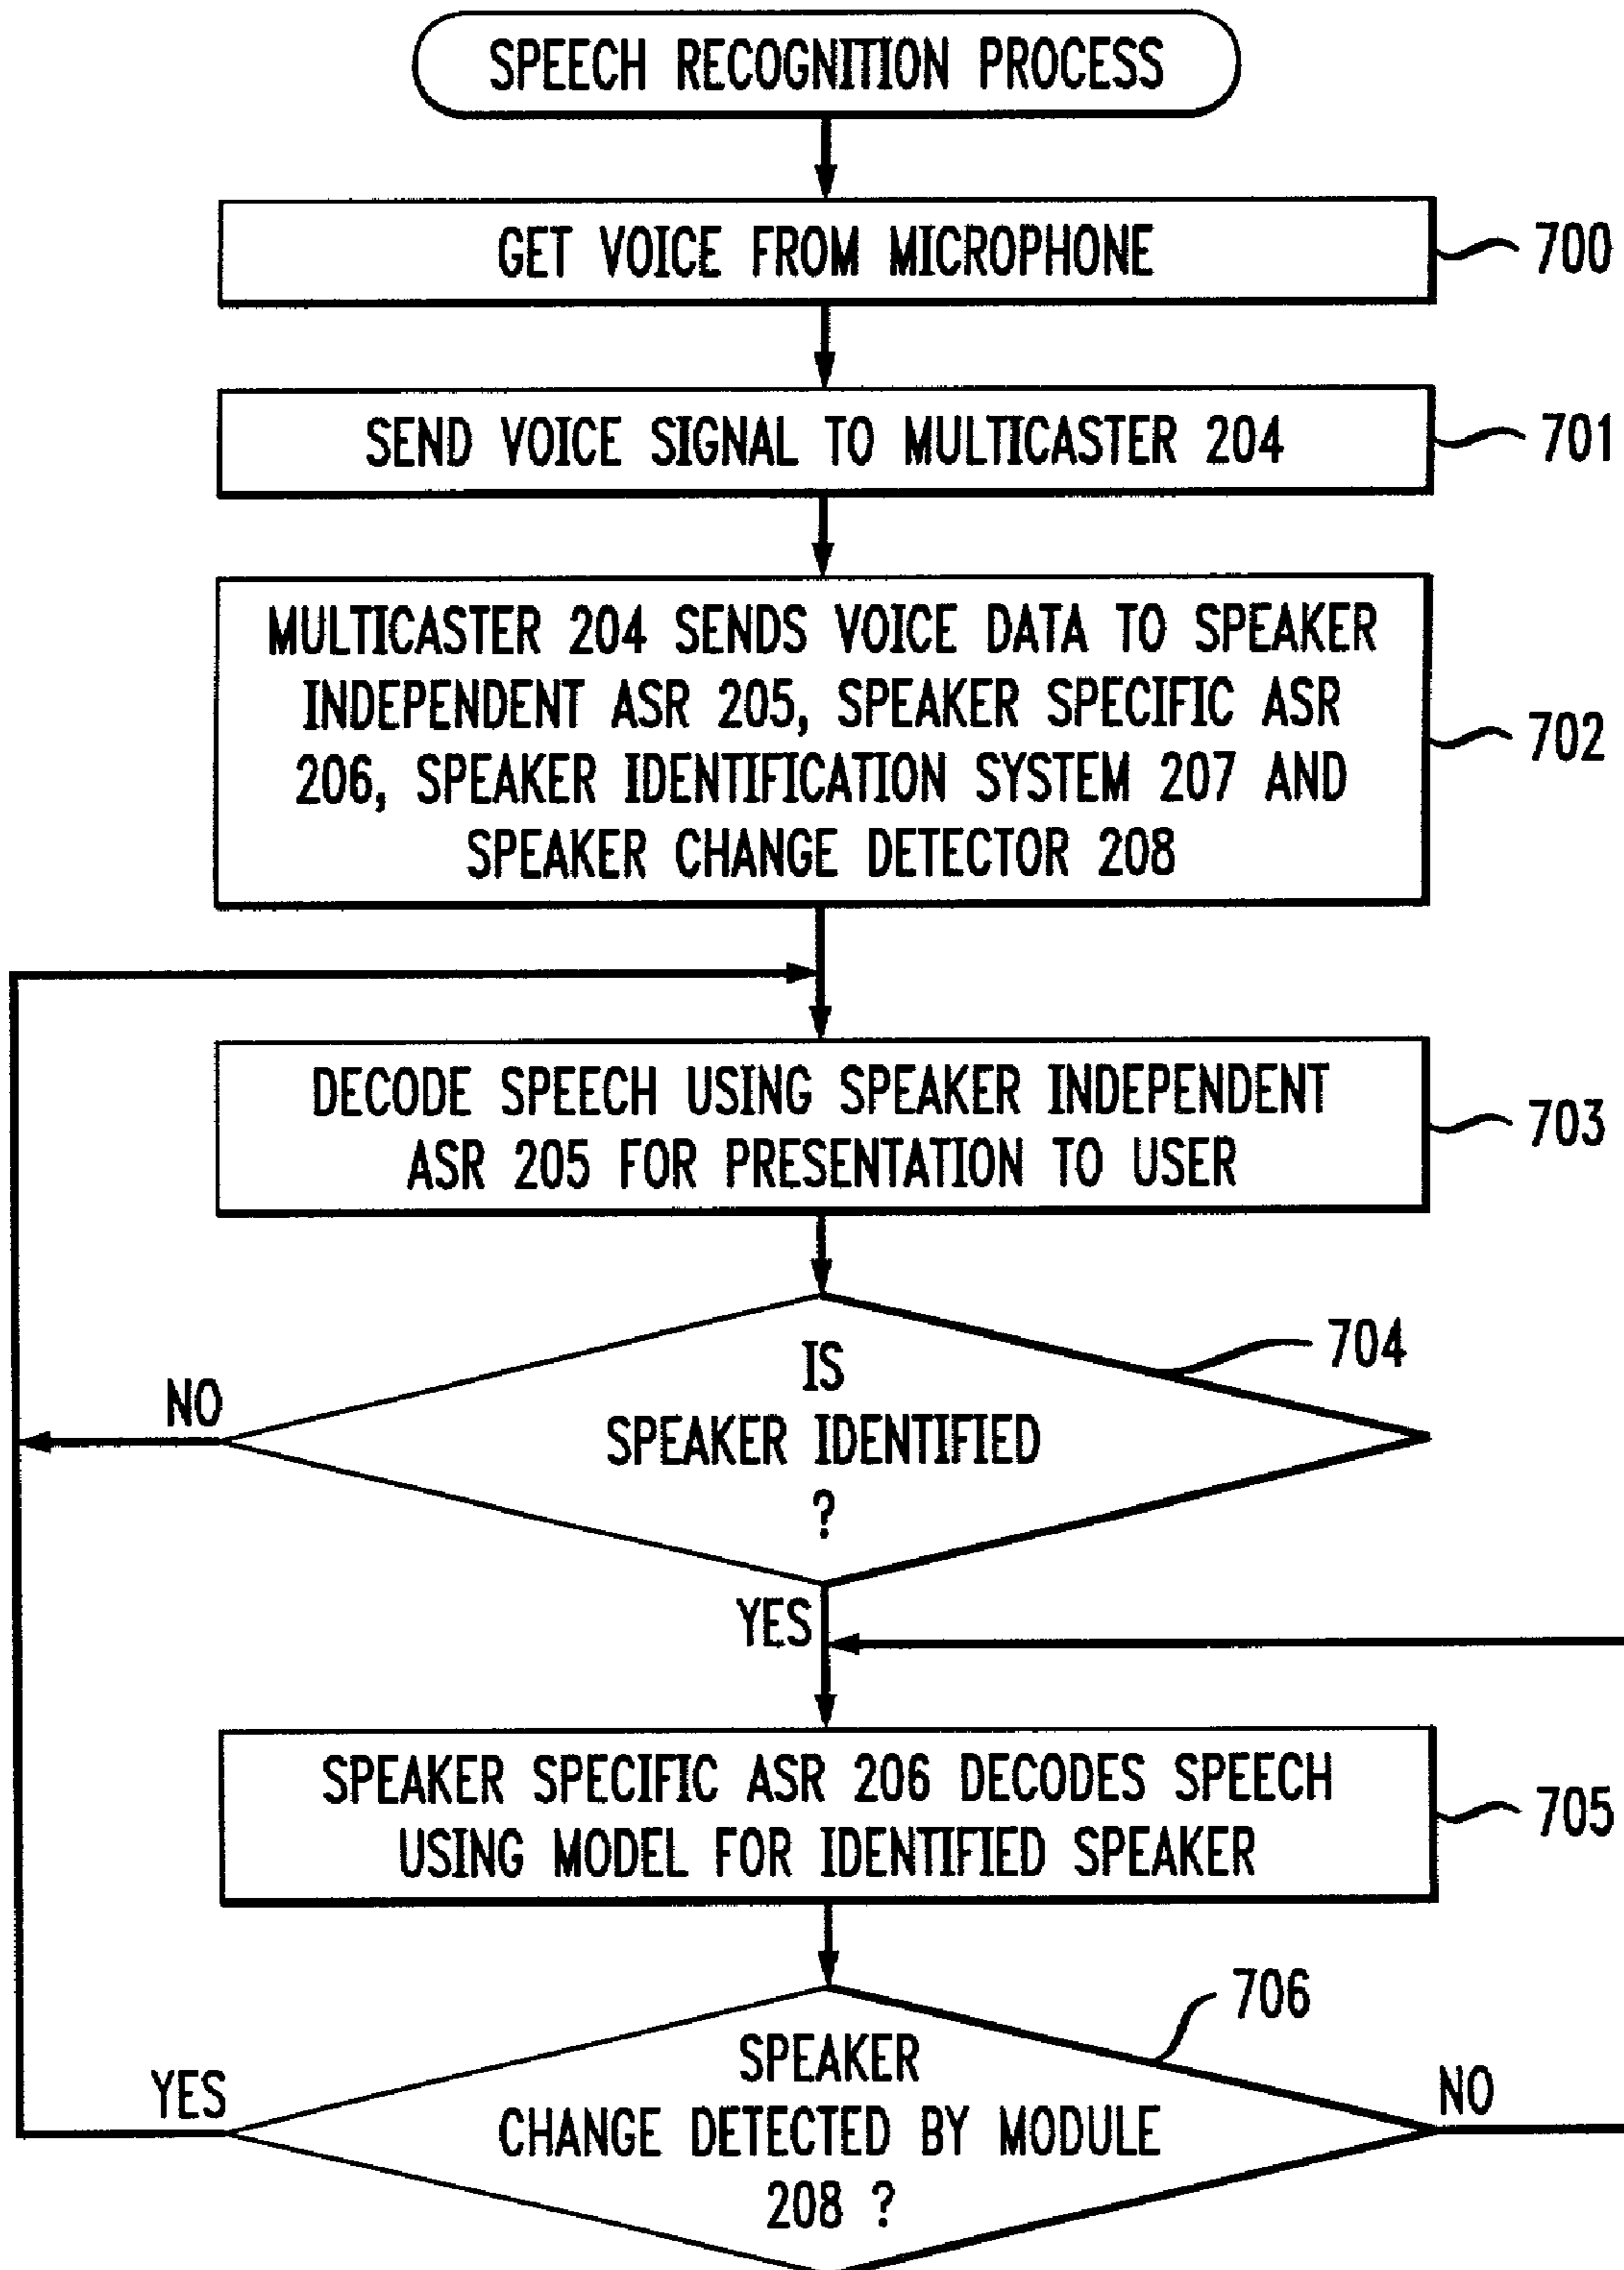 SPEECH RECOGNITION PROCESS
GET VOICE FROM MICROPHONE
700
SEND VOICE SIGNAL TO MULTICASTER 204
701
MULTICASTER 204 SENDS VOICE DATA TO SPEAKER
INDEPENDENT ASR 205, SPEAKER SPECIFIC ASR
206, SPEAKER IDENTIFICATION SYSTEM 207 AND
SPEAKER CHANGE DETECTOR 208
702
DECODE SPEECH USING SPEAKER INDEPENDENT
ASR 205 FOR PRESENTATION TO USER
703
704
IS
SPEAKER IDENTIFIED
?
NO
YES
SPEAKER SPECIFIC ASR 206 DECODES SPEECH
USING MODEL FOR IDENTIFIED SPEAKER
705
706
SPEAKER
CHANGE DETECTED BY MODULE
208 ?
YES
NO